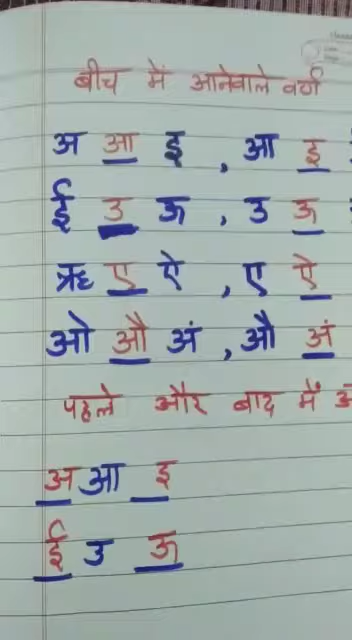 बीच में आनेवाले वर्ण
अ आ इ , आ इ
ई उ ऊ , उ ऊ
ऋ ए ऐ , ए ऐ
ओ औ अं , औ अं
पहले और बाद में
अ आ इ
ई उ ऊ